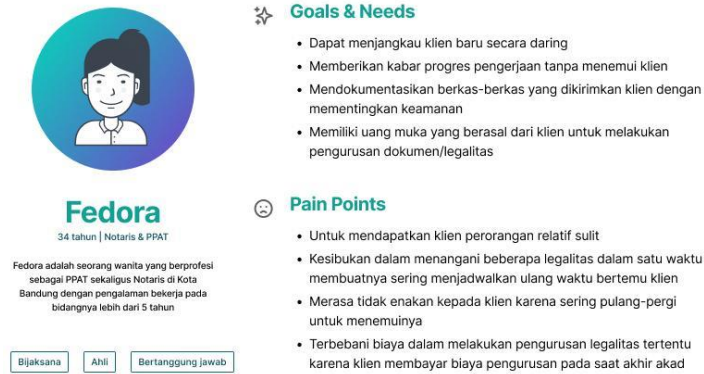 Fedora
34 tahun | Notaris & PPAT
Fedora adalah seorang wanita yang berprofesi
sebagai PPAT sekaligus Notaris di Kota
Bandung dengan pengalaman bekerja pada
bidangnya lebih dari 5 tahun
Bijaksana
Ahli
Bertanggung jawab
Goals & Needs
• Dapat menjangkau klien baru secara daring
• Memberikan kabar progres pengerjaan tanpa menemui klien
• Mendokumentasikan berkas-berkas yang dikirimkan klien dengan
mementingkan keamanan
• Memiliki uang muka yang berasal dari klien untuk melakukan
pengurusan dokumen/legalitas
Pain Points
• Untuk mendapatkan klien perorangan relatif sulit
• Kesibukan dalam menangani beberapa legalitas dalam satu waktu
membuatnya sering menjadwalkan ulang waktu bertemu klien
• Merasa tidak enakan kepada klien karena sering pulang-pergi
untuk menemuinya
• Terbebani biaya dalam melakukan pengurusan legalitas tertentu
karena klien membayar biaya pengurusan pada saat akhir akad